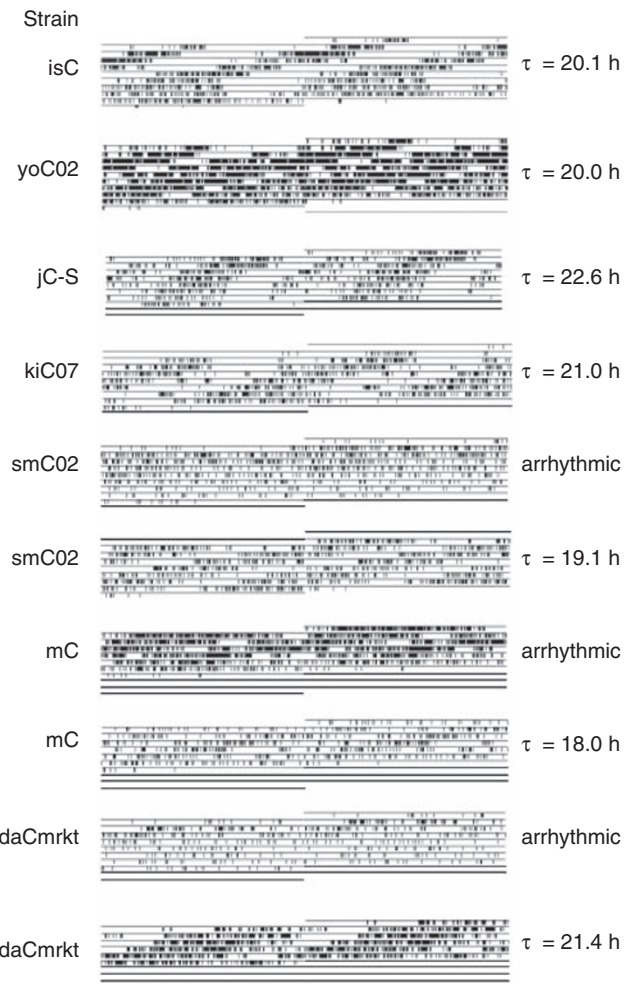 Strain
isC τ = 20.1 h
yoC02 τ = 20.0 h
jC-S τ = 22.6 h
kiC07 τ = 21.0 h
smC02 arrhythmic
smC02 τ = 19.1 h
mC arrhythmic
mC τ = 18.0 h
daCmrkt arrhythmic
daCmrkt τ = 21.4 h